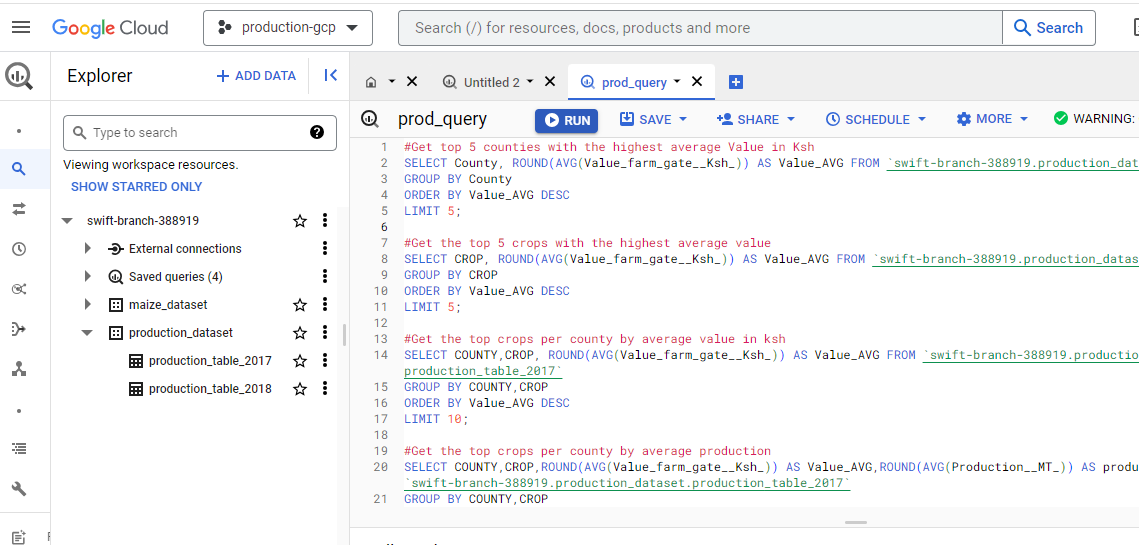 Google Cloud
production-gcp
Search (/) for resources, docs, products and more
Search
Explorer
+ ADD DATA
Type to search
Viewing workspace resources.
SHOW STARRED ONLY
swift-branch-388919
External connections
Saved queries (4)
maize_dataset
production_dataset
production_table_2017
production_table_2018
Untitled 2
prod_query
prod_query
RUN
SAVE
SHARE
SCHEDULE
MORE
WARNING:
1 #Get top 5 counties with the highest average Value in Ksh
2 SELECT County, ROUND(AVG(Value_farm_gate__Ksh_)) AS Value_AVG FROM `swift-branch-388919.production_dat
3 GROUP BY County
4 ORDER BY Value_AVG DESC
5 LIMIT 5;
6
7 #Get the top 5 crops with the highest average value
8 SELECT CROP, ROUND(AVG(Value_farm_gate__Ksh_)) AS Value_AVG FROM `swift-branch-388919.production_datas
9 GROUP BY CROP
10 ORDER BY Value_AVG DESC
11 LIMIT 5;
12
13 #Get the top crops per county by average value in ksh
14 SELECT COUNTY,CROP, ROUND(AVG(Value_farm_gate__Ksh_)) AS Value_AVG FROM `swift-branch-388919.productio
production_table_2017`
15 GROUP BY COUNTY,CROP
16 ORDER BY Value_AVG DESC
17 LIMIT 10;
18
19 #Get the top crops per county by average production
20 SELECT COUNTY,CROP,ROUND(AVG(Value_farm_gate__Ksh_)) AS Value_AVG,ROUND(AVG(Production__MT_)) AS produ
`swift-branch-388919.production_dataset.production_table_2017`
21 GROUP BY COUNTY,CROP